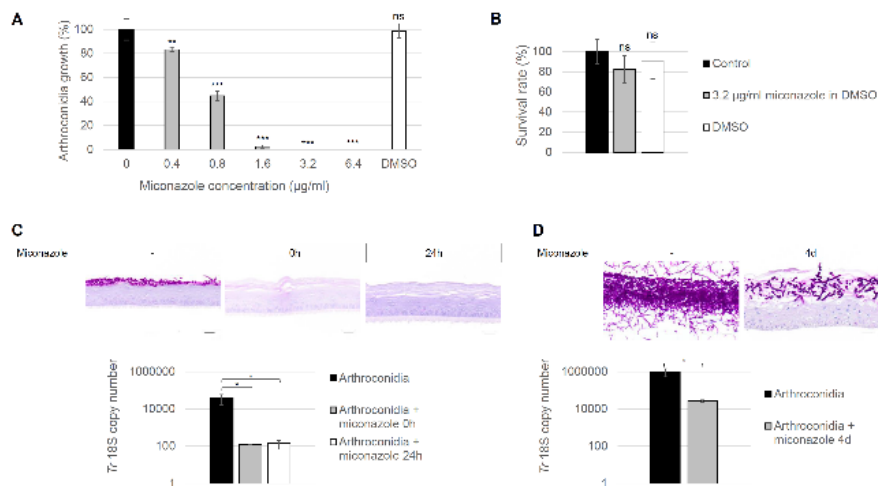 A
Arthroconidia growth (%)
100
80
60
40
20
0
**
***
***
***
***
ns
0 0.4 0.8 1.6 3.2 6.4 DMSO
Miconazole concentration (µg/ml)
B
Survival rate (%)
100
80
60
40
20
0
ns
ns
Control
3.2 µg/ml miconazole in DMSO
DMSO
C
Miconazole - 0h 24h
Tr 18S copy number
1000000
10000
100
1
*
*
Arthroconidia
Arthroconidia +
miconazole 0h
Arthroconidia +
miconazole 24h
D
Miconazole - 4d
Tr 18S copy number
1000000
10000
100
1
*
Arthroconidia
Arthroconidia +
miconazole 4d